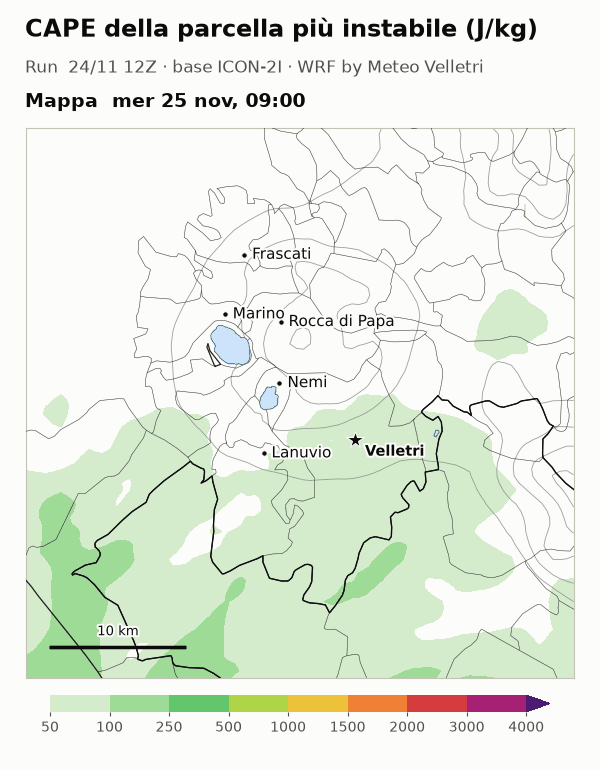 CAPE della parcella più instabile (J/kg)
Run  24/11 12Z · base ICON-2I · WRF by Meteo Velletri
Mappa  mer 25 nov, 09:00
Frascati
Marino
Rocca di Papa
Nemi
Velletri
Lanuvio
10 km
50 100 250 500 1000 1500 2000 3000 4000